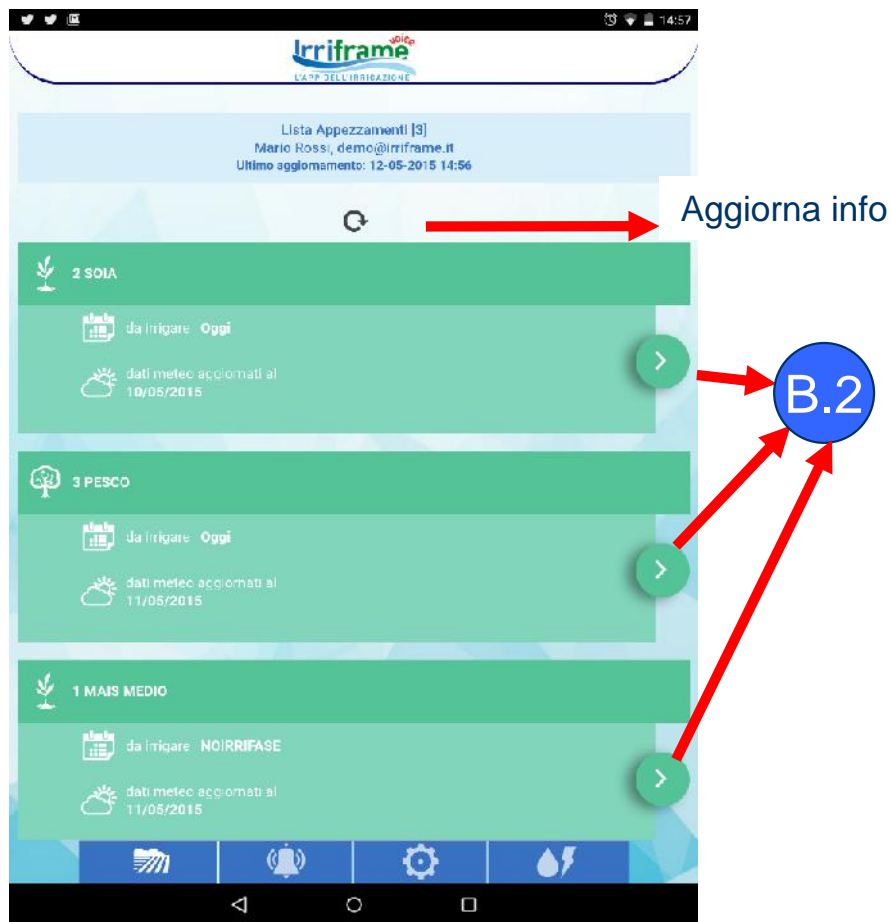 14:57
Irriframe
voice
L'APP DELL'IRRIGAZIONE
Lista Appezzamenti [3]
Mario Rossi, demo@irriframe.it
Ultimo aggiornamento: 12-05-2015 14:56
Aggiorna info
2 SOIA
da irrigare Oggi
dati meteo aggiornati al
10/05/2015
B.2
3 PESCO
da irrigare Oggi
dati meteo aggiornati al
11/05/2015
1 MAIS MEDIO
da irrigare NOIRRIFASE
dati meteo aggiornati al
11/05/2015